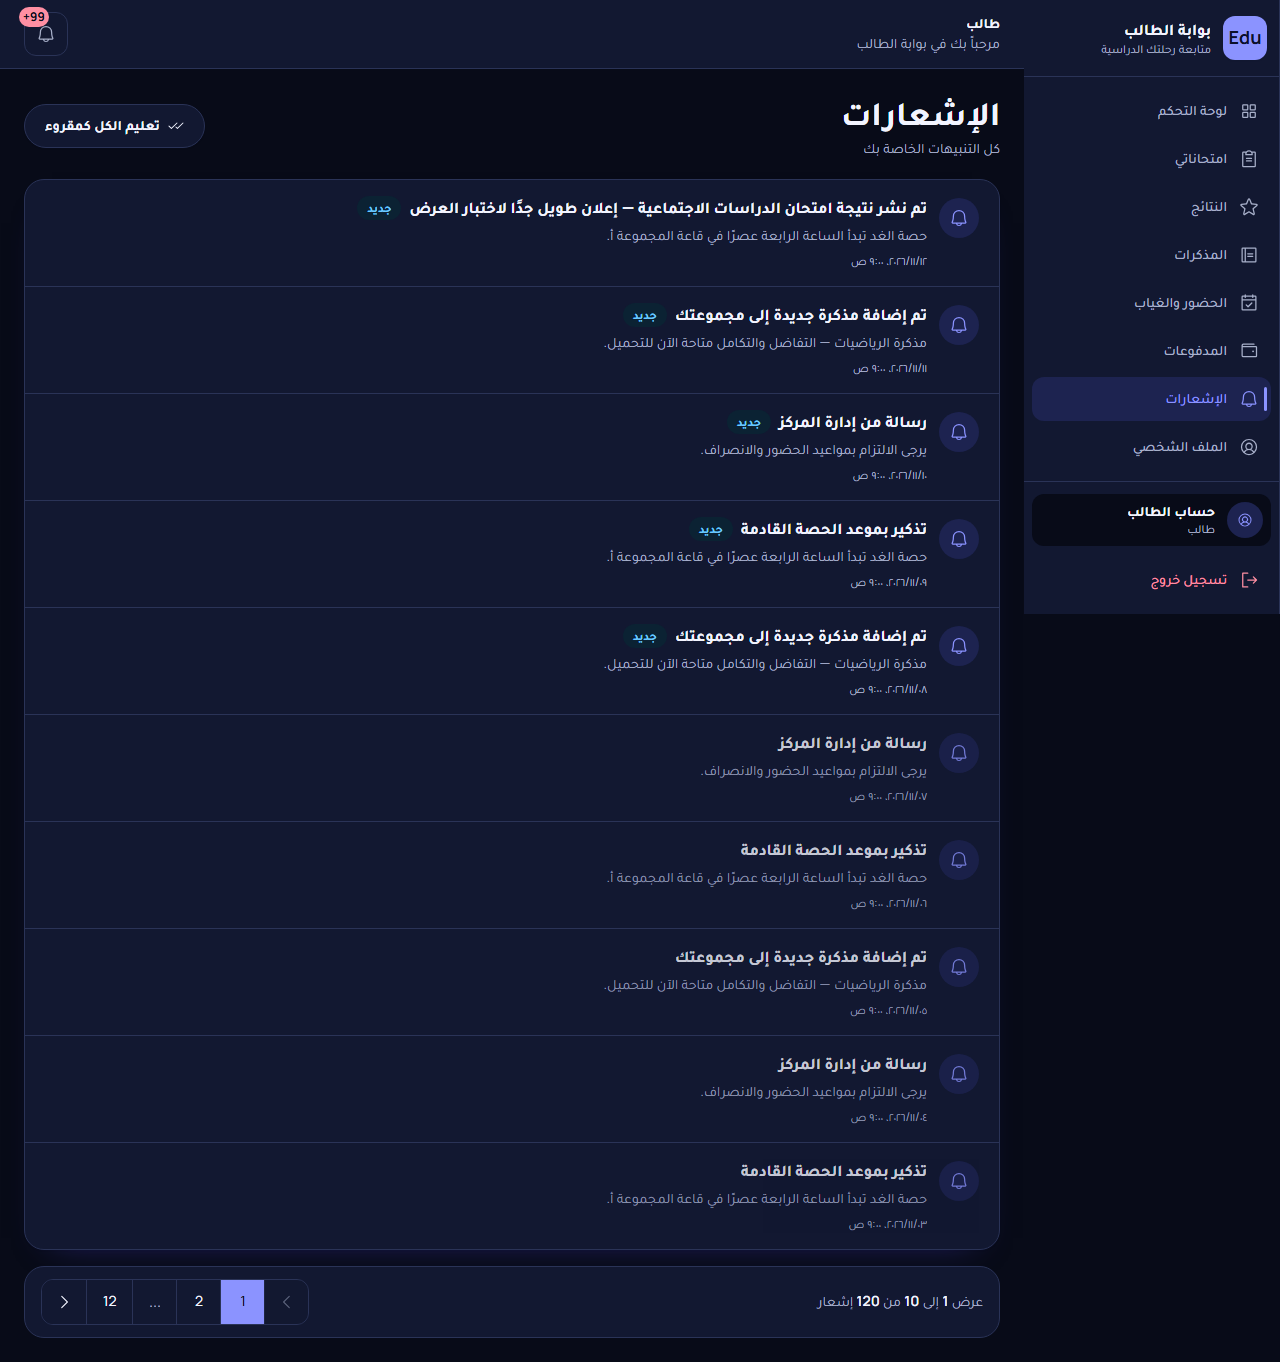 Edu
بوابة الطالب
متابعة رحلتك الدراسية
لوحة التحكم
امتحاناتي
النتائج
المذكرات
الحضور والغياب
المدفوعات
الإشعارات
الملف الشخصي
حساب الطالب
طالب
تسجيل خروج
طالب
مرحباً بك في بوابة الطالب
+99
الإشعارات
كل التنبيهات الخاصة بك
تعليم الكل كمقروء
تم نشر نتيجة امتحان الدراسات الاجتماعية — إعلان طويل جدًا لاختبار العرض جديد
حصة الغد تبدأ الساعة الرابعة عصرًا في قاعة المجموعة أ.
١٢‏/١١‏/٢٠٢٦، ٩:٠٠ ص
تم إضافة مذكرة جديدة إلى مجموعتك جديد
مذكرة الرياضيات — التفاضل والتكامل متاحة الآن للتحميل.
١١‏/١١‏/٢٠٢٦، ٩:٠٠ ص
رسالة من إدارة المركز جديد
يرجى الالتزام بمواعيد الحضور والانصراف.
١٠‏/١١‏/٢٠٢٦، ٩:٠٠ ص
تذكير بموعد الحصة القادمة جديد
حصة الغد تبدأ الساعة الرابعة عصرًا في قاعة المجموعة أ.
٠٩‏/١١‏/٢٠٢٦، ٩:٠٠ ص
تم إضافة مذكرة جديدة إلى مجموعتك جديد
مذكرة الرياضيات — التفاضل والتكامل متاحة الآن للتحميل.
٠٨‏/١١‏/٢٠٢٦، ٩:٠٠ ص
رسالة من إدارة المركز
يرجى الالتزام بمواعيد الحضور والانصراف.
٠٧‏/١١‏/٢٠٢٦، ٩:٠٠ ص
تذكير بموعد الحصة القادمة
حصة الغد تبدأ الساعة الرابعة عصرًا في قاعة المجموعة أ.
٠٦‏/١١‏/٢٠٢٦، ٩:٠٠ ص
تم إضافة مذكرة جديدة إلى مجموعتك
مذكرة الرياضيات — التفاضل والتكامل متاحة الآن للتحميل.
٠٥‏/١١‏/٢٠٢٦، ٩:٠٠ ص
رسالة من إدارة المركز
يرجى الالتزام بمواعيد الحضور والانصراف.
٠٤‏/١١‏/٢٠٢٦، ٩:٠٠ ص
تذكير بموعد الحصة القادمة
حصة الغد تبدأ الساعة الرابعة عصرًا في قاعة المجموعة أ.
٠٣‏/١١‏/٢٠٢٦، ٩:٠٠ ص
عرض 1 إلى 10 من 120 إشعار
1 2 ... 12